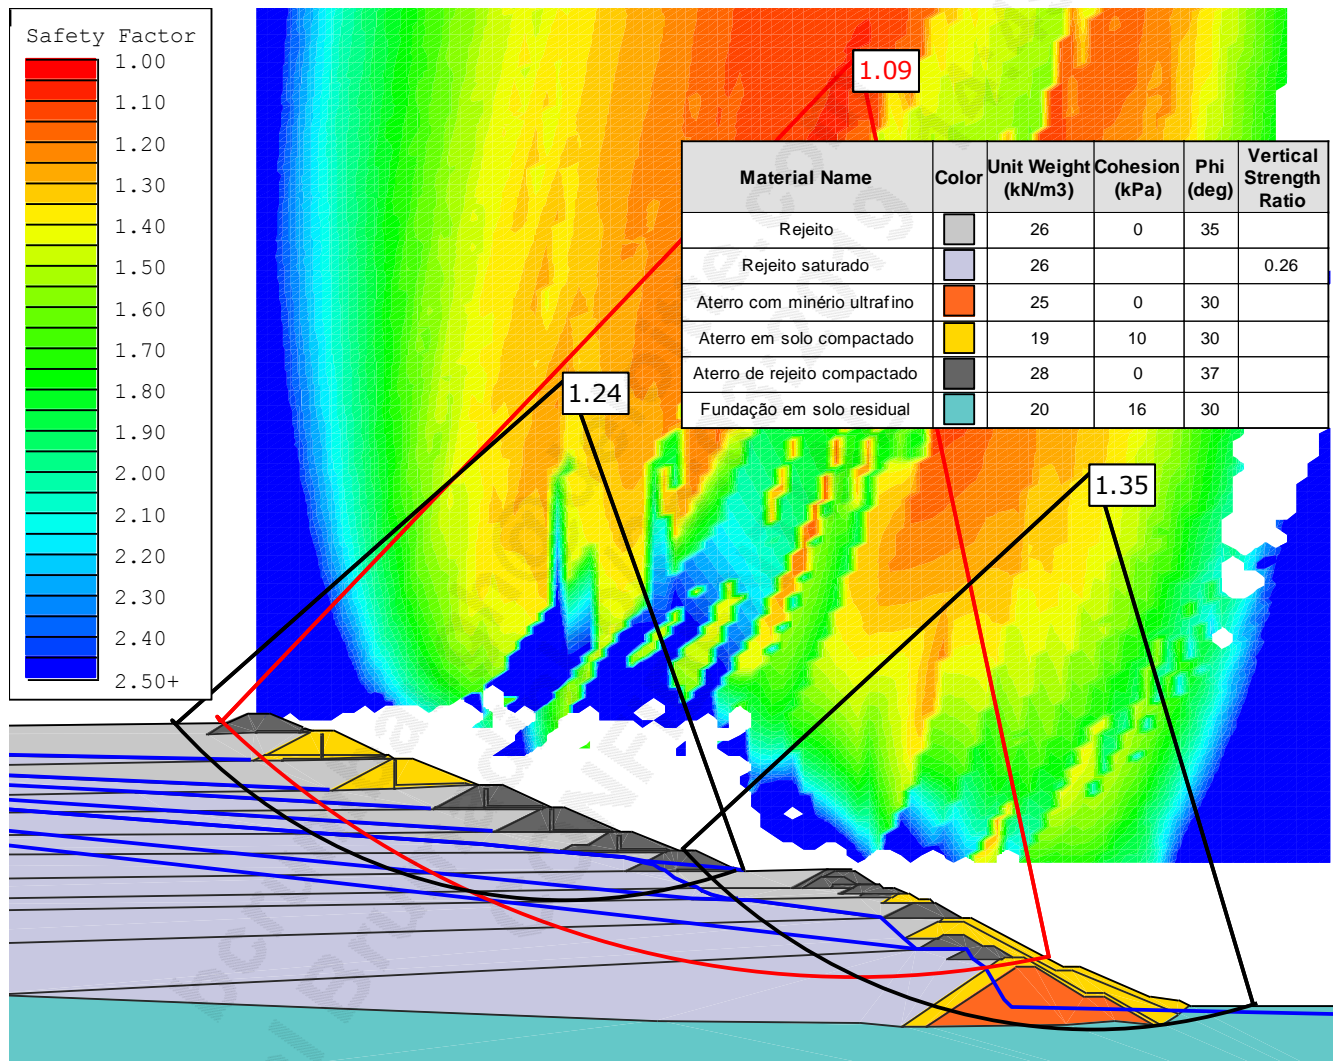 Safety Factor
1.00
1.10
1.20
1.30
1.40
1.50
1.60
1.70
1.80
1.90
2.00
2.10
2.20
2.30
2.40
2.50+
1.09
1.24
1.35
Material Name Color Unit Weight (kN/m3) Cohesion (kPa) Phi (deg) Vertical Strength Ratio
Rejeito 26 0 35
Rejeito saturado 26 0.26
Aterro com minério ultrafino 25 0 30
Aterro em solo compactado 19 10 30
Aterro de rejeito compactado 28 0 37
Fundação em solo residual 20 16 30